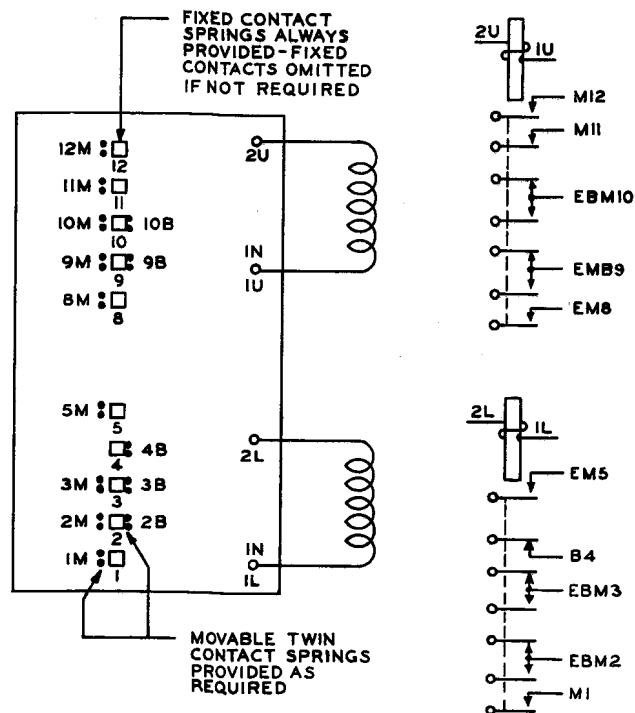 FIXED CONTACT
SPRINGS ALWAYS
PROVIDED-FIXED
CONTACTS OMITTED
IF NOT REQUIRED
12M
12
11M
11
10M
10B
10
9M
9B
9
8M
8
5M
5
4B
4
3M
3B
3
2M
2B
2
1M
1
2U
1N
1U
2L
1N
1L
MOVABLE TWIN
CONTACT SPRINGS
PROVIDED AS
REQUIRED
2U
1U
M12
M11
EBM10
EMB9
EM8
2L
1L
EM5
B4
EBM3
EBM2
M1